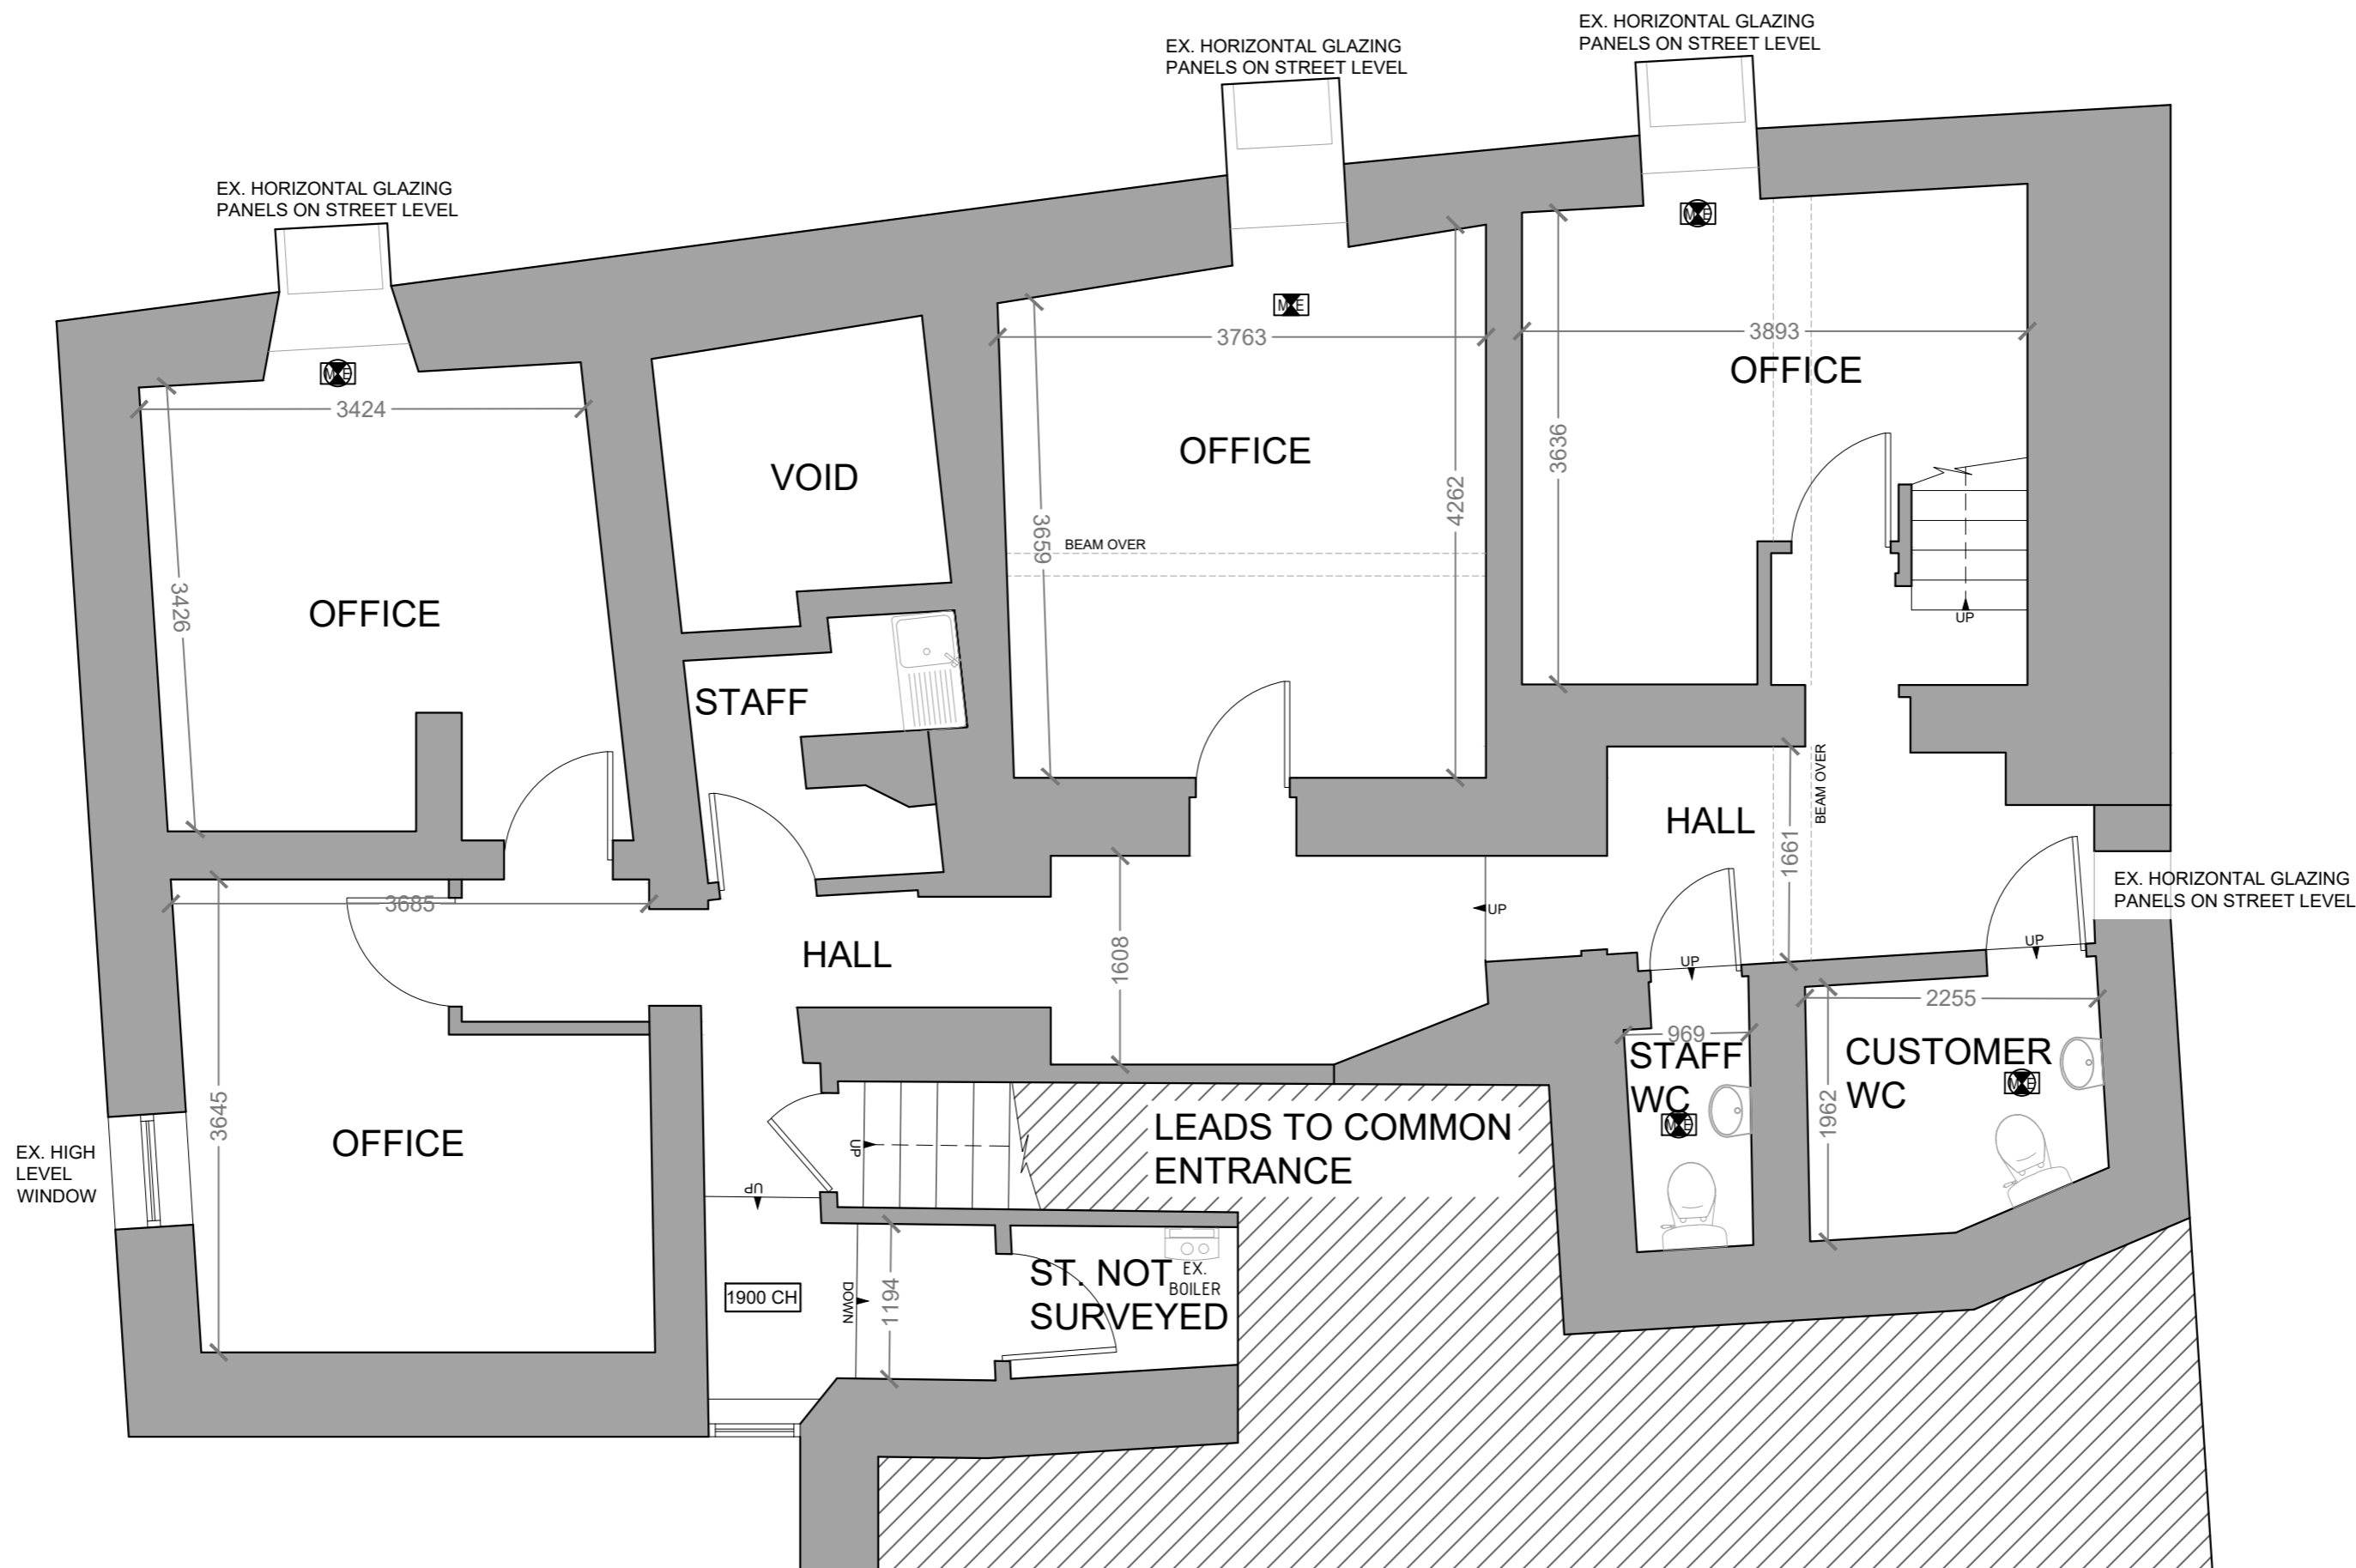 EX. HORIZONTAL GLAZING
PANELS ON STREET LEVEL
EX. HORIZONTAL GLAZING
PANELS ON STREET LEVEL
EX. HORIZONTAL GLAZING
PANELS ON STREET LEVEL
3424
3426
OFFICE
VOID
STAFF
3763
OFFICE
3659
BEAM OVER
4262
3893
OFFICE
3636
UP
HALL
BEAM OVER
1661
EX. HORIZONTAL GLAZING
PANELS ON STREET LEVEL
UP
UP
UP
3685
HALL
1608
3645
OFFICE
EX. HIGH
LEVEL
WINDOW
UP
UP
LEADS TO COMMON
ENTRANCE
969
STAFF
WC
2255
CUSTOMER
WC
1962
1900 CH
DOWN
1194
ST. NOT
SURVEYED
EX.
BOILER
M E
M E
M E
M E
M E